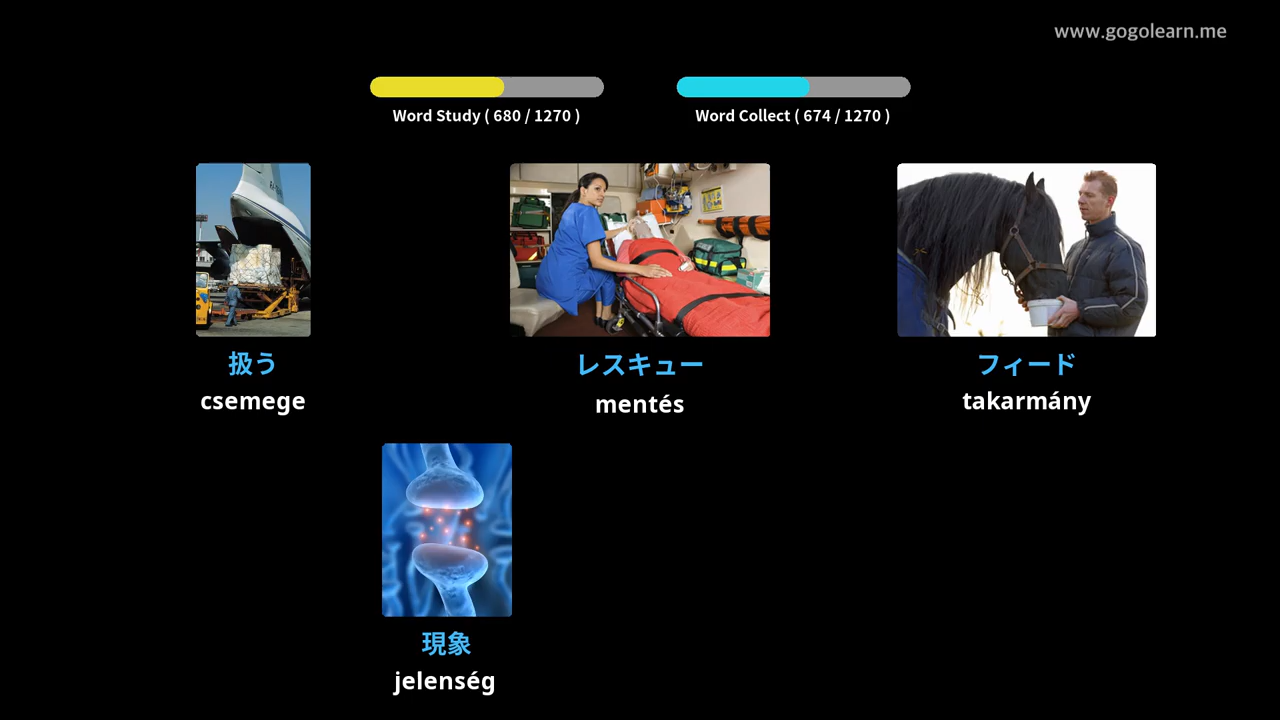 www.gogolearn.me
Word Study ( 680 / 1270 )
Word Collect ( 674 / 1270 )
扱う
csemege
レスキュー
mentés
フィード
takarmány
現象
jelenség